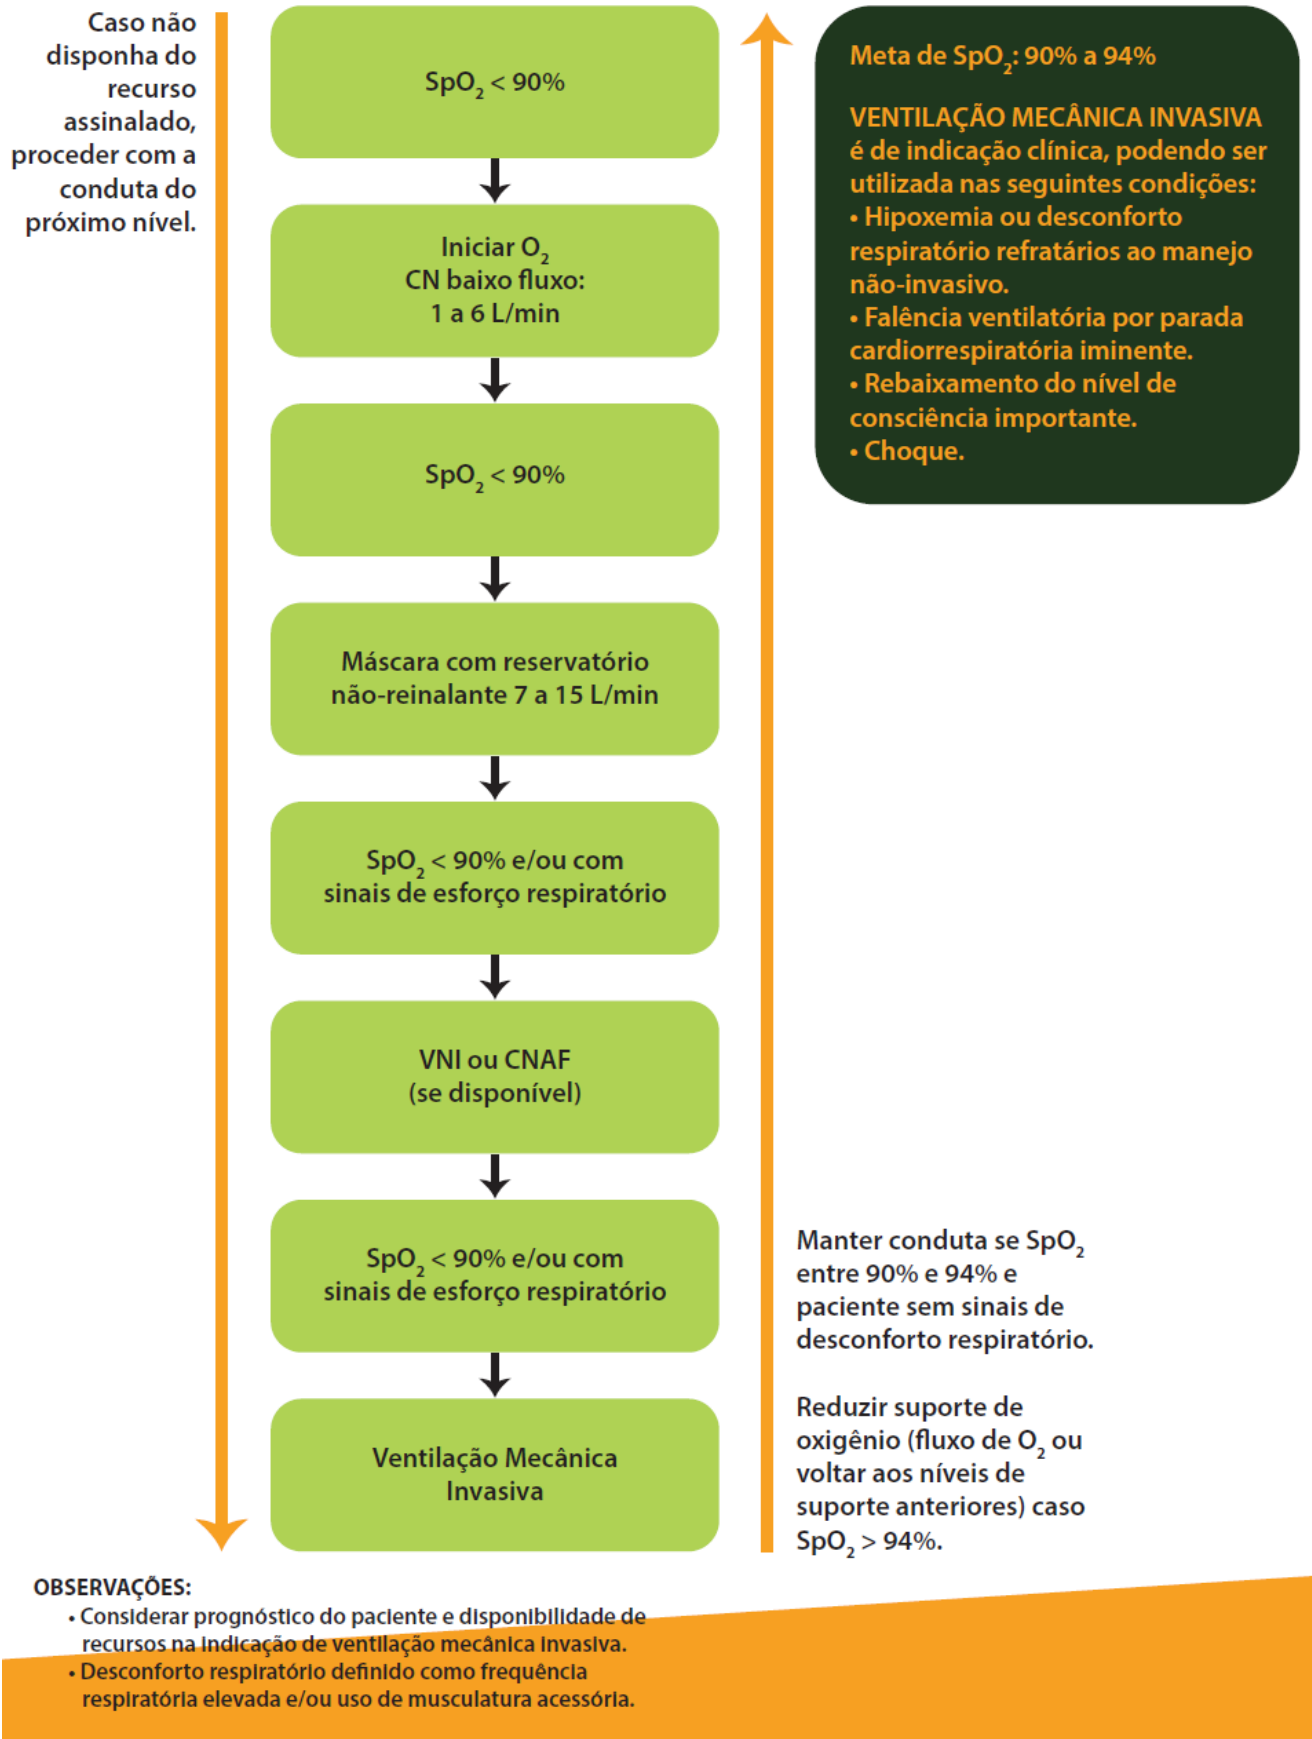 Caso não
disponha do
recurso
assinalado,
proceder com a
conduta do
próximo nível.
SpO₂ < 90%
Iniciar O₂
CN baixo fluxo:
1 a 6 L/min
SpO₂ < 90%
Máscara com reservatório
não-reinalante 7 a 15 L/min
SpO₂ < 90% e/ou com
sinais de esforço respiratório
VNI ou CNAF
(se disponível)
SpO₂ < 90% e/ou com
sinais de esforço respiratório
Ventilação Mecânica
Invasiva
Meta de SpO₂: 90% a 94%
VENTILAÇÃO MECÂNICA INVASIVA
é de indicação clínica, podendo ser
utilizada nas seguintes condições:
• Hipoxemia ou desconforto
respiratório refratários ao manejo
não-invasivo.
• Falência ventilatória por parada
cardiorrespiratória iminente.
• Rebaixamento do nível de
consciência importante.
• Choque.
Manter conduta se SpO₂
entre 90% e 94% e
paciente sem sinais de
desconforto respiratório.
Reduzir suporte de
oxigênio (fluxo de O₂ ou
voltar aos níveis de
suporte anteriores) caso
SpO₂ > 94%.
OBSERVAÇÕES:
• Considerar prognóstico do paciente e disponibilidade de
recursos na indicação de ventilação mecânica invasiva.
• Desconforto respiratório definido como frequência
respiratória elevada e/ou uso de musculatura acessória.